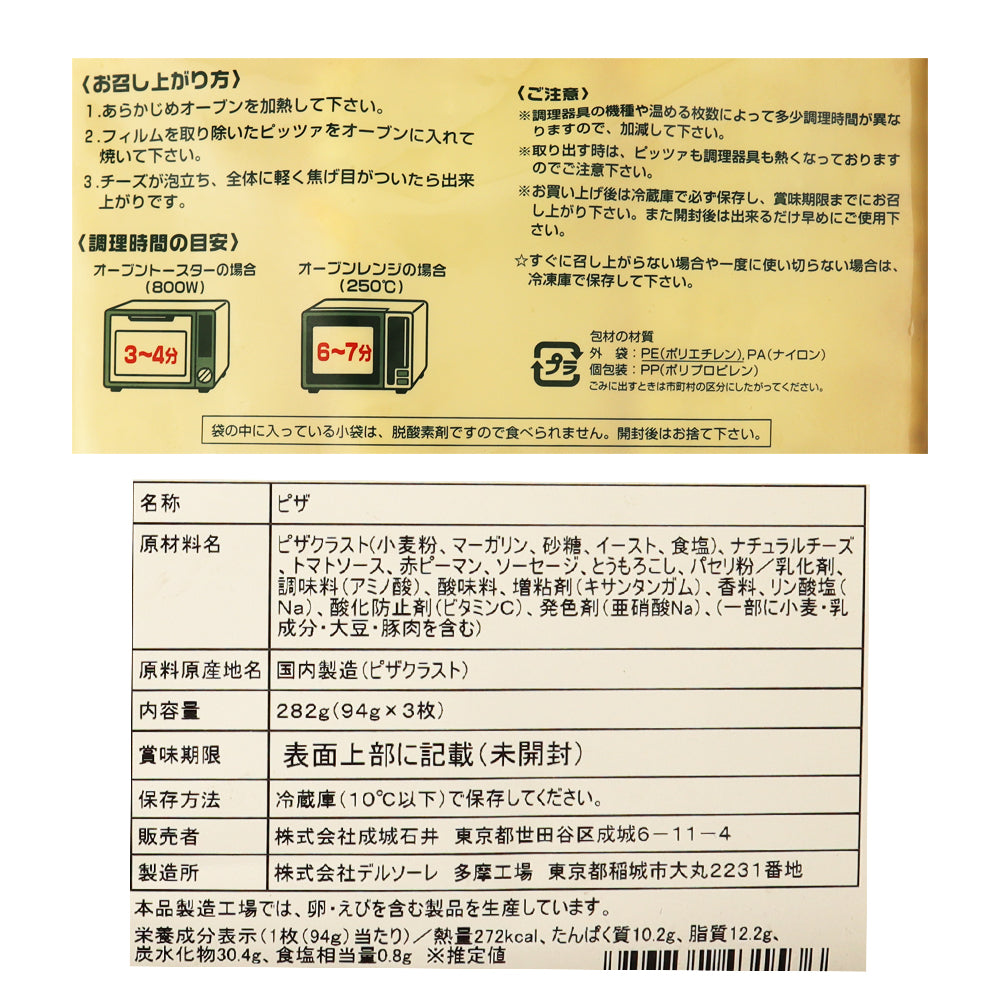 〈お召し上がり方〉
1.あらかじめオーブンを加熱して下さい。
2.フィルムを取り除いたピッツァをオーブンに入れて
焼いて下さい。
3.チーズが泡立ち、全体に軽く焦げ目がついたら出来
上がりです。
〈調理時間の目安〉
オーブントースターの場合
(800W)
3〜4分
オーブンレンジの場合
(250℃)
6〜7分
〈ご注意〉
※調理器具の機種や温める枚数によって多少調理時間が異な
りますので、加減して下さい。
※取り出す時は、ピッツァも調理器具も熱くなっております
のでご注意下さい。
※お買い上げ後は冷蔵庫で必ず保存し、賞味期限までにお召
し上がり下さい。また開封後は出来るだけ早めにご使用下
さい。
☆すぐに召し上がらない場合や一度に使い切らない場合は、
冷凍庫で保存して下さい。
プラ
包材の材質
外 袋：PE(ポリエチレン),PA(ナイロン)
個包装：PP(ポリプロピレン)
ごみに出すときは市町村の区分にしたがってください。
袋の中に入っている小袋は、脱酸素剤ですので食べられません。開封後はお捨て下さい。
名称 ピザ
原材料名 ピザクラスト(小麦粉、マーガリン、砂糖、イースト、食塩)、ナチュラルチーズ
、トマトソース、赤ピーマン、ソーセージ、とうもろこし、パセリ粉／乳化剤、
調味料(アミノ酸)、酸味料、増粘剤(キサンタンガム)、香料、リン酸塩(
Na)、酸化防止剤(ビタミンC)、発色剤(亜硝酸Na)、(一部に小麦・乳
成分・大豆・豚肉を含む)
原料原産地名 国内製造(ピザクラスト)
内容量 282g(94g×3枚)
賞味期限 表面上部に記載(未開封)
保存方法 冷蔵庫(10℃以下)で保存してください。
販売者 株式会社成城石井 東京都世田谷区成城6－11－4
製造所 株式会社デルソーレ 多摩工場 東京都稲城市大丸2231番地
本品製造工場では、卵・えびを含む製品を生産しています。
栄養成分表示(1枚(94g)当たり)／熱量272kcal、たんぱく質10.2g、脂質12.2g、
炭水化物30.4g、食塩相当量0.8g ※推定値